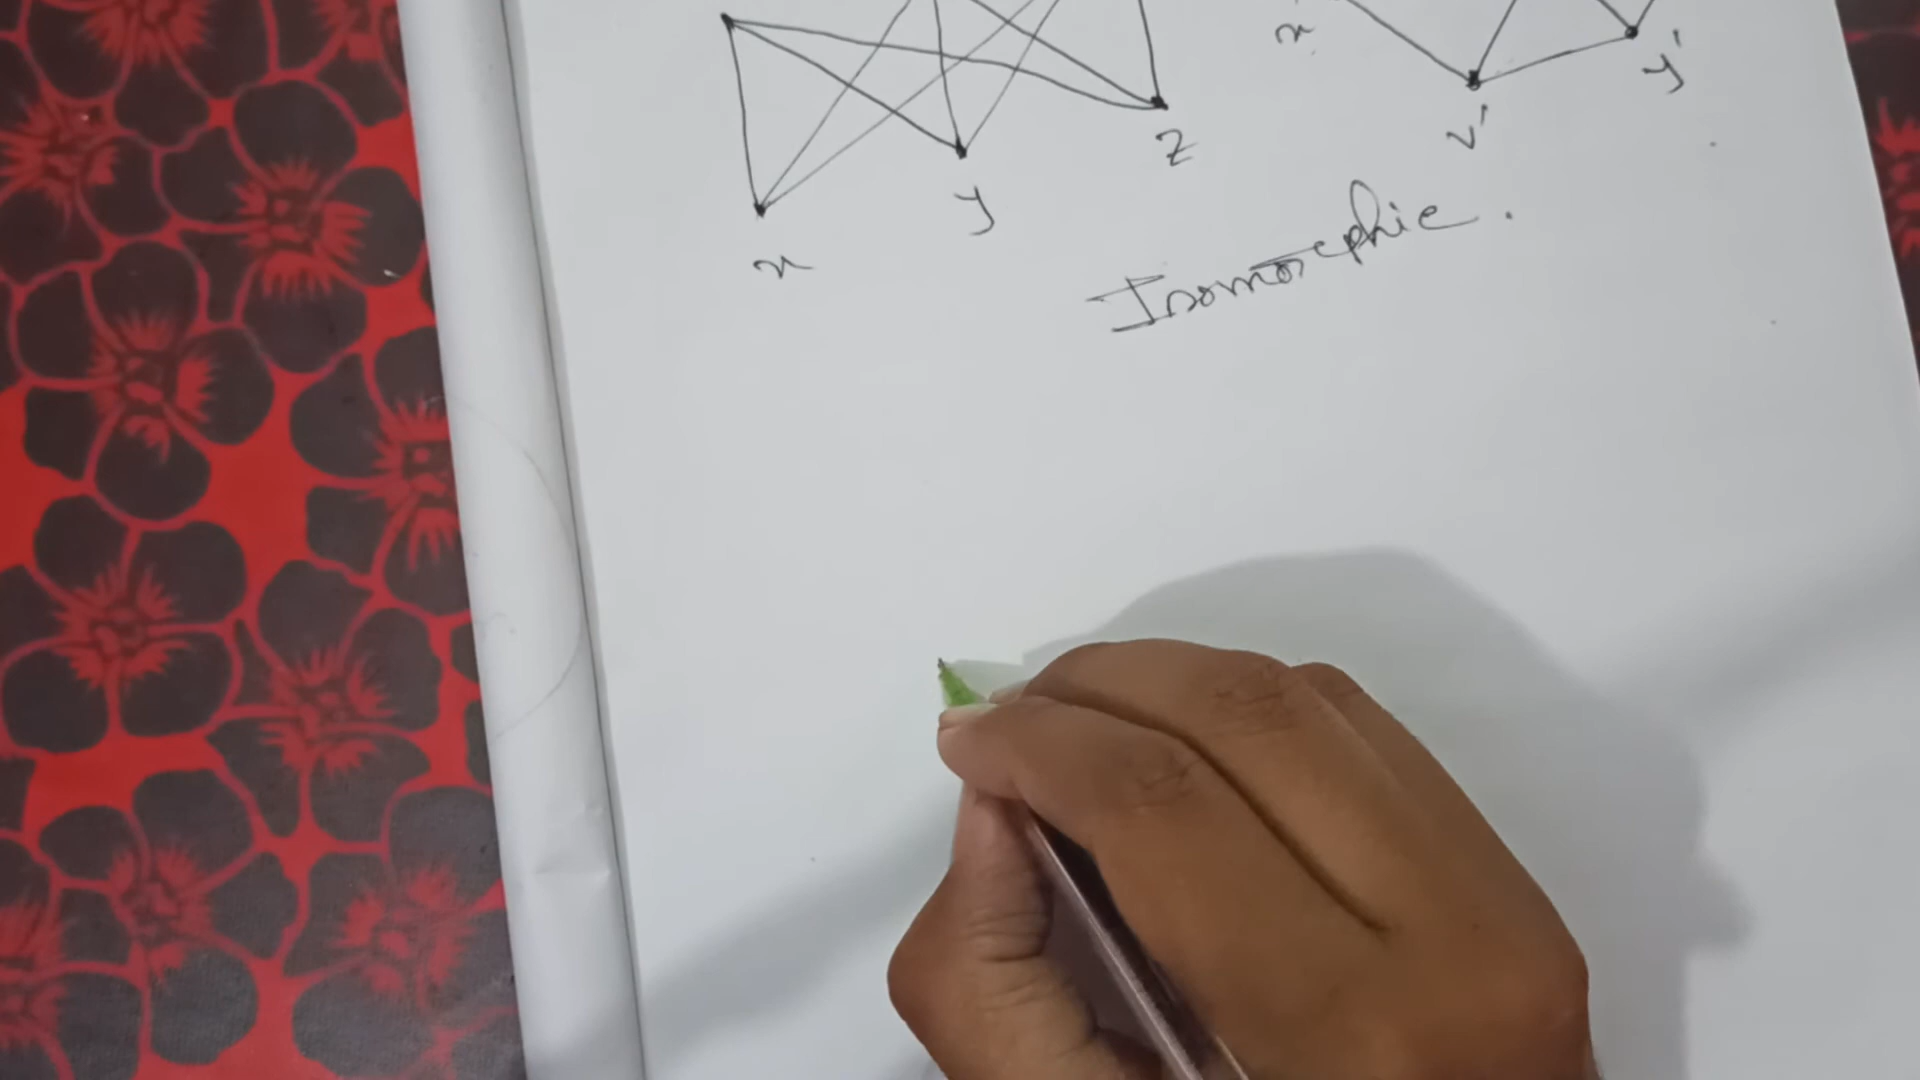 x'
y'
v'
z
y
x
Isomorphic.